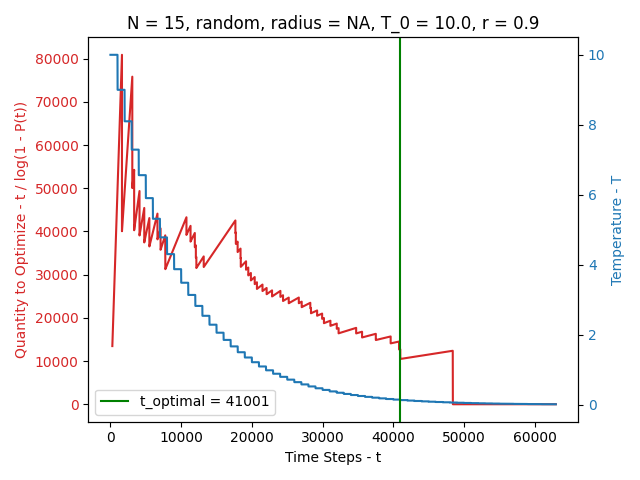 N = 15, random, radius = NA, T_0 = 10.0, r = 0.9
Quantity to Optimize - t / log(1 - P(t))
80000
70000
60000
50000
40000
30000
20000
10000
0
10
8
6
4
2
0
Temperature - T
t_optimal = 41001
0 10000 20000 30000 40000 50000 60000
Time Steps - t